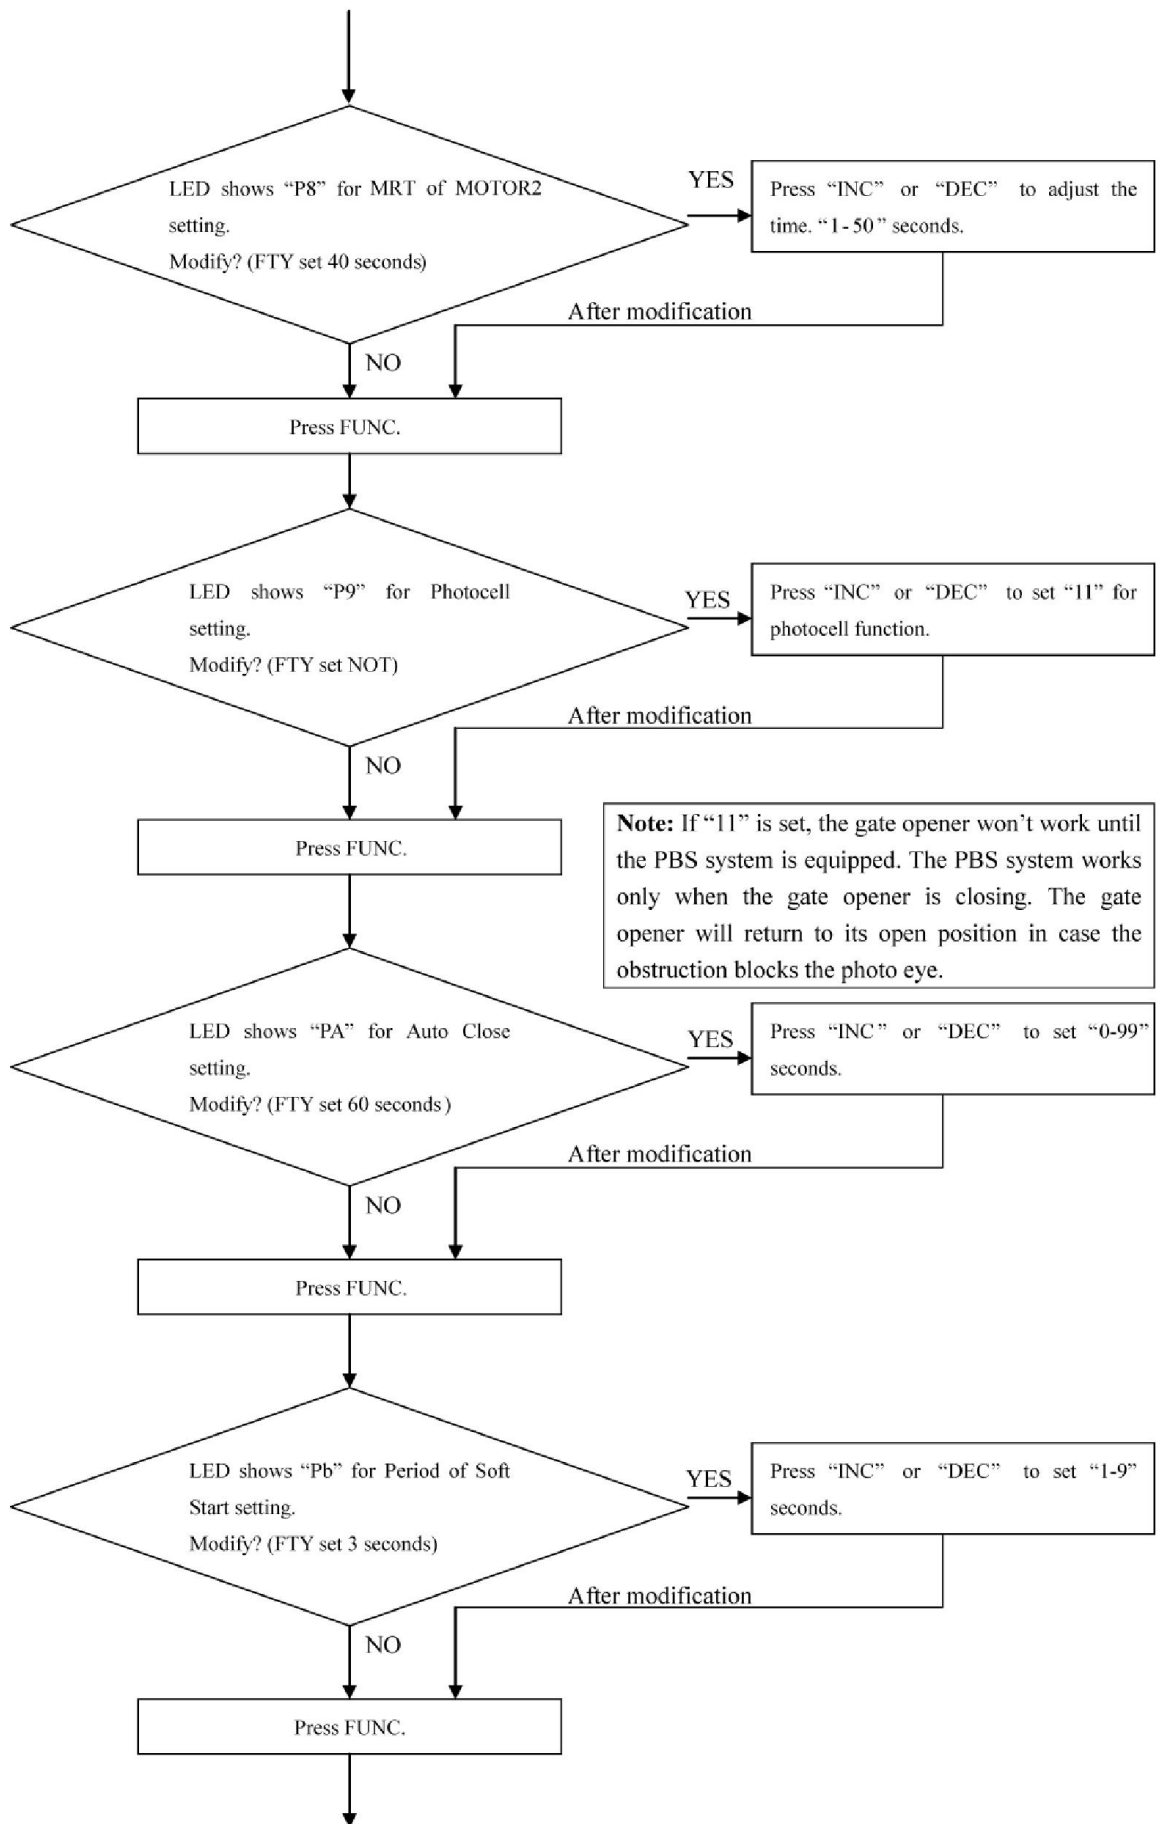 LED shows “P8” for MRT of MOTOR2
setting.
Modify? (FTY set 40 seconds)
YES
Press “INC” or “DEC” to adjust the
time. “1-50” seconds.
After modification
NO
Press FUNC.
LED shows “P9” for Photocell
setting.
Modify? (FTY set NOT)
YES
Press “INC” or “DEC” to set “11” for
photocell function.
After modification
NO
Press FUNC.
Note: If “11” is set, the gate opener won’t work until
the PBS system is equipped. The PBS system works
only when the gate opener is closing. The gate
opener will return to its open position in case the
obstruction blocks the photo eye.
LED shows “PA” for Auto Close
setting.
Modify? (FTY set 60 seconds)
YES
Press “INC” or “DEC” to set “0-99”
seconds.
After modification
NO
Press FUNC.
LED shows “Pb” for Period of Soft
Start setting.
Modify? (FTY set 3 seconds)
YES
Press “INC” or “DEC” to set “1-9”
seconds.
After modification
NO
Press FUNC.